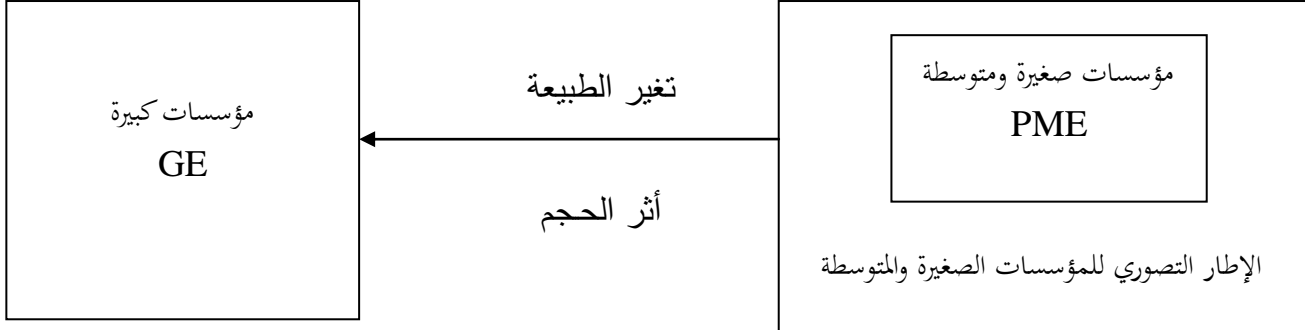 مؤسسات صغيرة ومتوسطة
PME
الإطار التصوري للمؤسسات الصغيرة والمتوسطة
تغير الطبيعة
أثر الحجم
مؤسسات كبيرة
GE